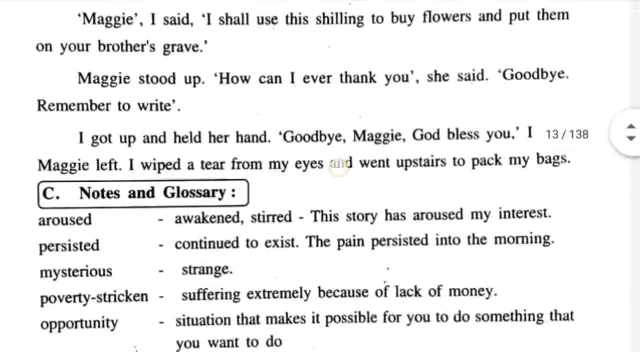 ‘Maggie’, I said, ‘I shall use this shilling to buy flowers and put them
on your brother's grave.’
Maggie stood up. ‘How can I ever thank you’, she said. ‘Goodbye.
Remember to write’.
I got up and held her hand. ‘Goodbye, Maggie, God bless you,’ I
13 / 138
Maggie left. I wiped a tear from my eyes and went upstairs to pack my bags.
C. Notes and Glossary :
aroused - awakened, stirred - This story has aroused my interest.
persisted - continued to exist. The pain persisted into the morning.
mysterious - strange.
poverty-stricken - suffering extremely because of lack of money.
opportunity - situation that makes it possible for you to do something that
you want to do